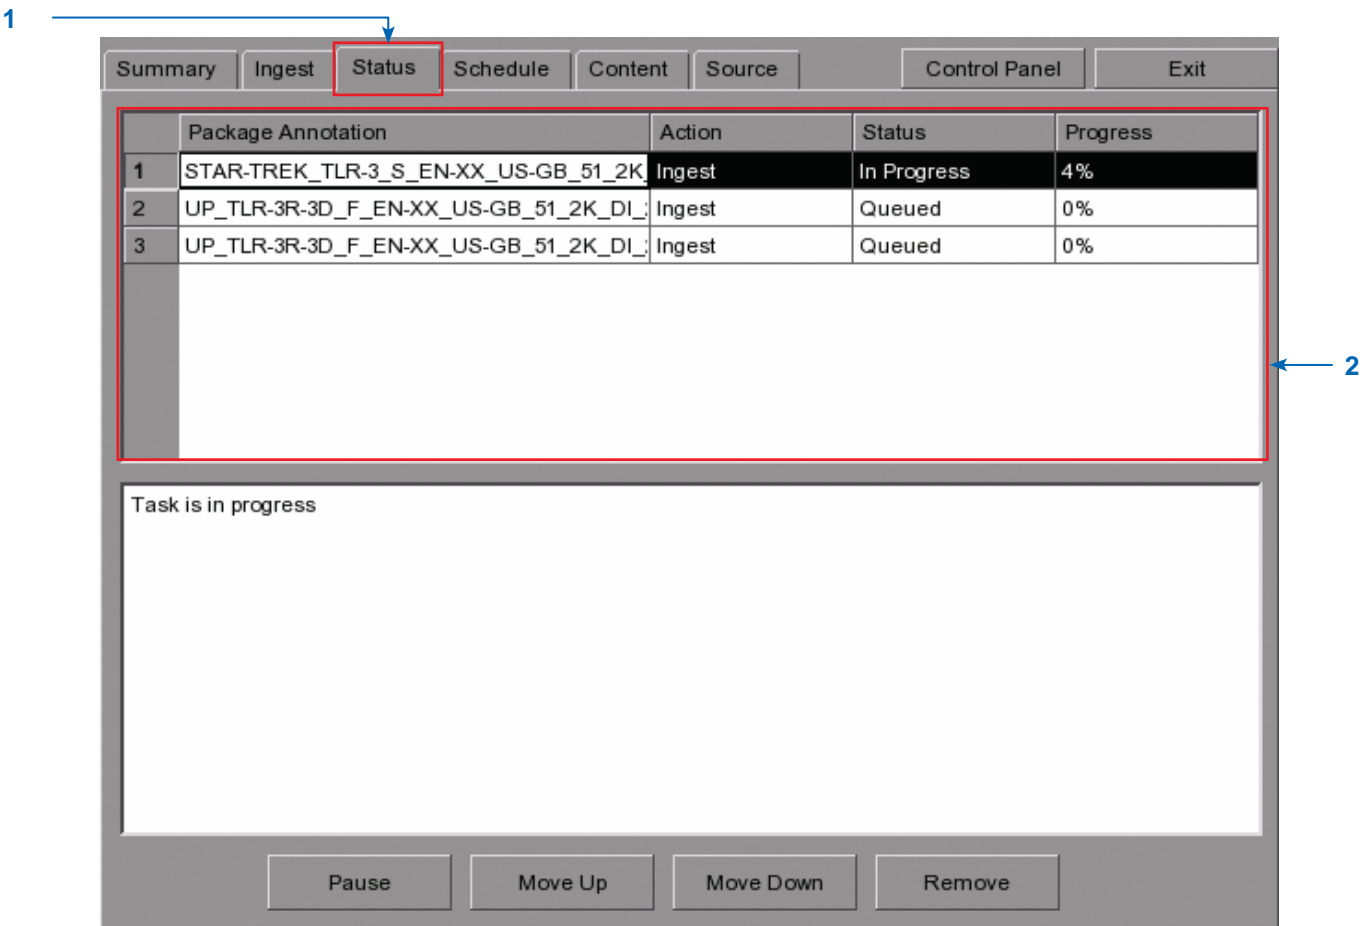 1
Summary Ingest Status Schedule Content Source Control Panel Exit
Package Annotation Action Status Progress
1 STAR-TREK_TLR-3_S_EN-XX_US-GB_51_2K_ Ingest In Progress 4%
2 UP_TLR-3R-3D_F_EN-XX_US-GB_51_2K_DI_ Ingest Queued 0%
3 UP_TLR-3R-3D_F_EN-XX_US-GB_51_2K_DI_ Ingest Queued 0%
2
Task is in progress
Pause Move Up Move Down Remove